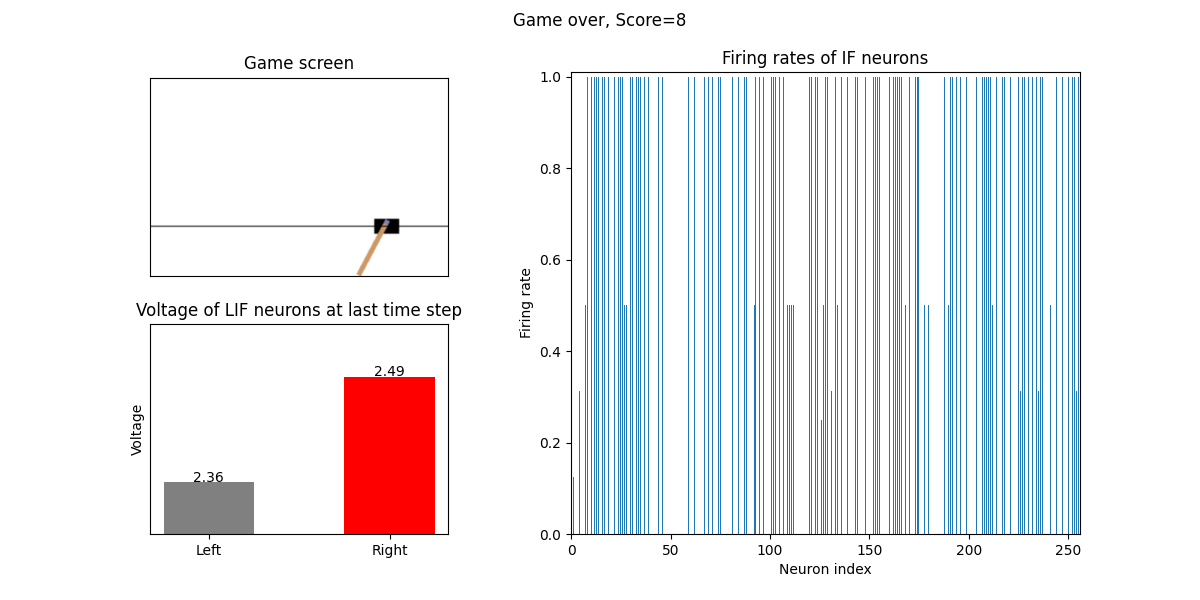 Game over, Score=8
Game screen
Voltage of LIF neurons at last time step
Voltage
2.36
2.49
Left
Right
Firing rates of IF neurons
Firing rate
1.0
0.8
0.6
0.4
0.2
0.0
0
50
100
150
200
250
Neuron index